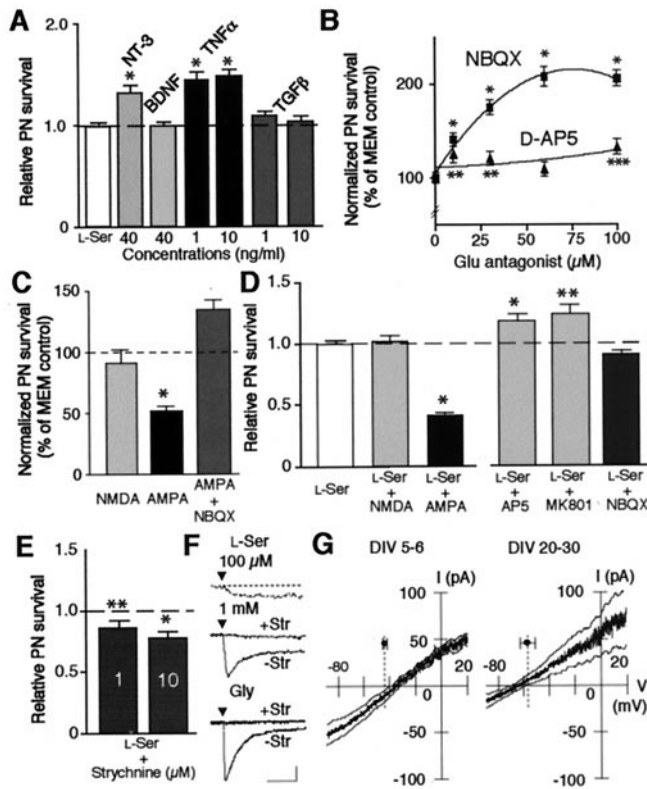 A
Relative PN survival
2.0
1.0
0
NT-3
BDNF
TNFα
TGFβ
*
*
*
L-Ser 40 40 1 10 1 10
Concentrations (ng/ml)
B
Normalized PN survival
(% of MEM control)
200
100
NBQX
D-AP5
*
*
*
*
**
**
***
0 25 50 75 100
Glu antagonist (μM)
C
Normalized PN survival
(% of MEM control)
150
100
50
0
*
NMDA AMPA AMPA
+
NBQX
D
Relative PN survival
1.5
1.0
0.5
0
*
*
**
L-Ser
L-Ser
+
NMDA
L-Ser
+
AMPA
L-Ser
+
AP5
L-Ser
+
MK801
L-Ser
+
NBQX
E
Relative PN survival
1.5
1.0
0.5
0
**
*
1 10
L-Ser
+
Strychnine (μM)
F
L-Ser
100 μM
1 mM
+Str
-Str
Gly
+Str
-Str
G
DIV 5-6
I (pA)
100
50
-80
0
20
-50
-100
DIV 20-30
I (pA)
100
50
-80
0
20
V
(mV)
-50
-100